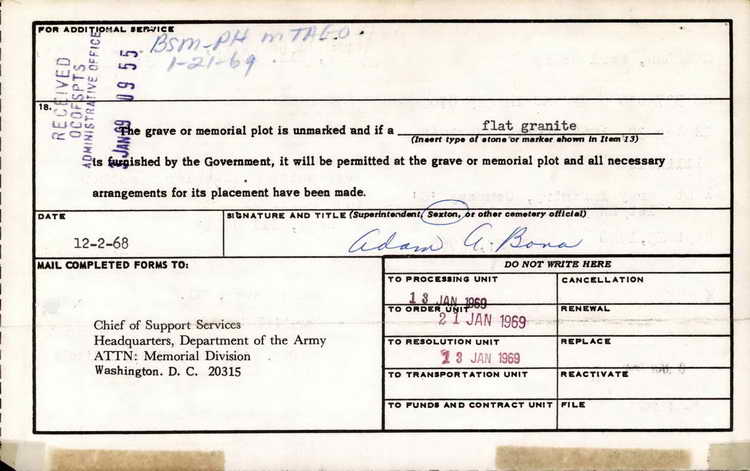 FOR ADDITIONAL SERVICE
BSM-PH
1-21-69
RECEIVED
OCOFSPTS
ADMINISTRATIVE OFFICE
JAN 69 09 55
18.
The grave or memorial plot is unmarked and if a flat granite
(Insert type of stone or marker shown in Item 13)
is furnished by the Government, it will be permitted at the grave or memorial plot and all necessary
arrangements for its placement have been made.
DATE
12-2-68
SIGNATURE AND TITLE (Superintendent, Sexton, or other cemetery official)
Adam A. Bona
MAIL COMPLETED FORMS TO:
Chief of Support Services
Headquarters, Department of the Army
ATTN: Memorial Division
Washington. D. C. 20315
DO NOT WRITE HERE
TO PROCESSING UNIT
13 JAN 1969
CANCELLATION
TO ORDER UNIT
21 JAN 1969
RENEWAL
TO RESOLUTION UNIT
13 JAN 1969
REPLACE
TO TRANSPORTATION UNIT
REACTIVATE
TO FUNDS AND CONTRACT UNIT
FILE